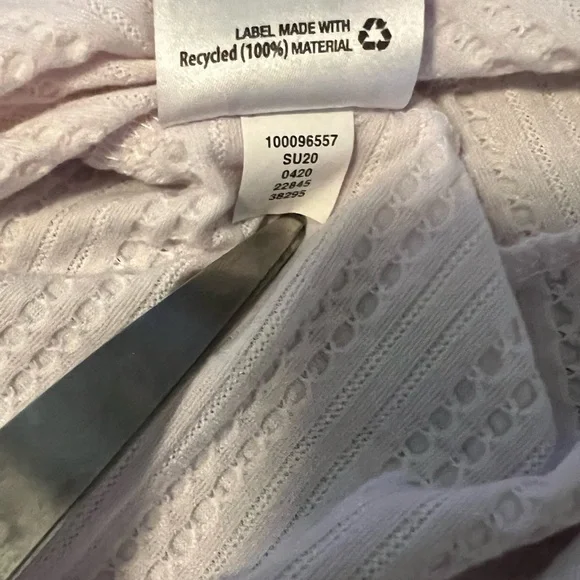 LABEL MADE WITH
Recycled (100%) MATERIAL
100096557
SU20
0420
22845
38295